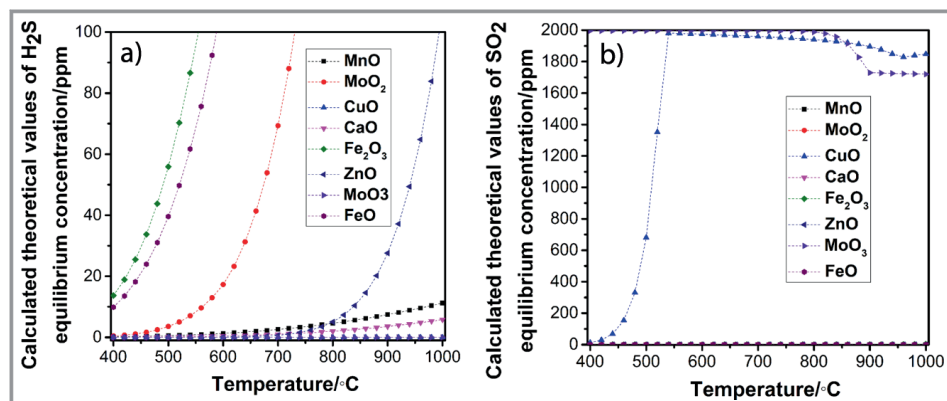 Calculated theoretical values of H₂S
equilibrium concentration/ppm
a)
100
80
60
40
20
0
MnO
MoO₂
CuO
CaO
Fe₂O₃
ZnO
MoO3
FeO
400 500 600 700 800 900 1000
Temperature/◦C
Calculated theoretical values of SO₂
equilibrium concentration/ppm
b)
2000
1800
1600
1400
1200
1000
800
600
400
200
0
MnO
MoO₂
CuO
CaO
Fe₂O₃
ZnO
MoO₃
FeO
400 500 600 700 800 900 1000
Temperature/◦C